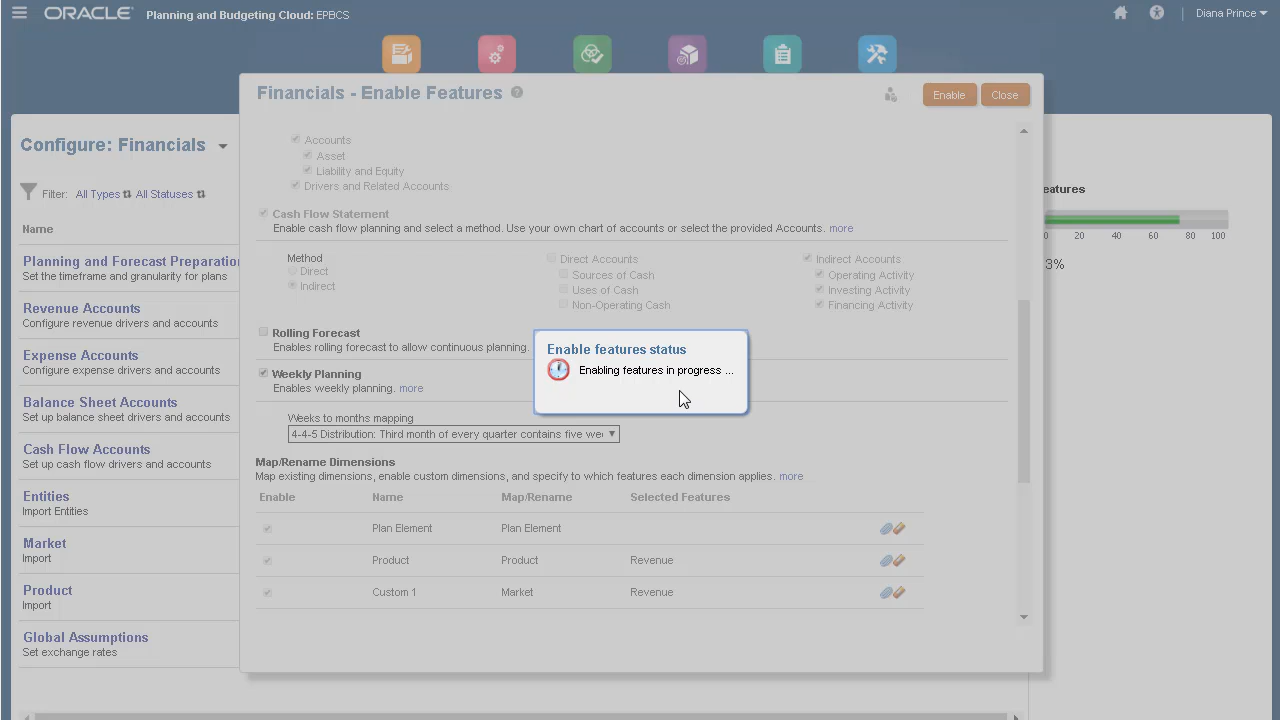 ORACLE Planning and Budgeting Cloud: EPBCS
Diana Prince
Financials - Enable Features
Enable
Close
Configure: Financials
Filter: All Types All Statuses
Name
Planning and Forecast Preparation
Set the timeframe and granularity for plans
Revenue Accounts
Configure revenue drivers and accounts
Expense Accounts
Configure expense drivers and accounts
Balance Sheet Accounts
Set up balance sheet drivers and accounts
Cash Flow Accounts
Set up cash flow drivers and accounts
Entities
Import Entities
Market
Import
Product
Import
Global Assumptions
Set exchange rates
Accounts
Asset
Liability and Equity
Drivers and Related Accounts
Cash Flow Statement
Enable cash flow planning and select a method. Use your own chart of accounts or select the provided Accounts. more
Method
Direct
Indirect
Direct Accounts
Sources of Cash
Uses of Cash
Non-Operating Cash
Indirect Accounts
Operating Activity
Investing Activity
Financing Activity
Rolling Forecast
Enables rolling forecast to allow continuous planning.
Weekly Planning
Enables weekly planning. more
Weeks to months mapping
4-4-5 Distribution: Third month of every quarter contains five wee
Map/Rename Dimensions
Map existing dimensions, enable custom dimensions, and specify to which features each dimension applies. more
Enable Name Map/Rename Selected Features
Plan Element Plan Element
Product Product Revenue
Custom 1 Market Revenue
Enable features status
Enabling features in progress ...
eatures
0 20 40 60 80 100
3%